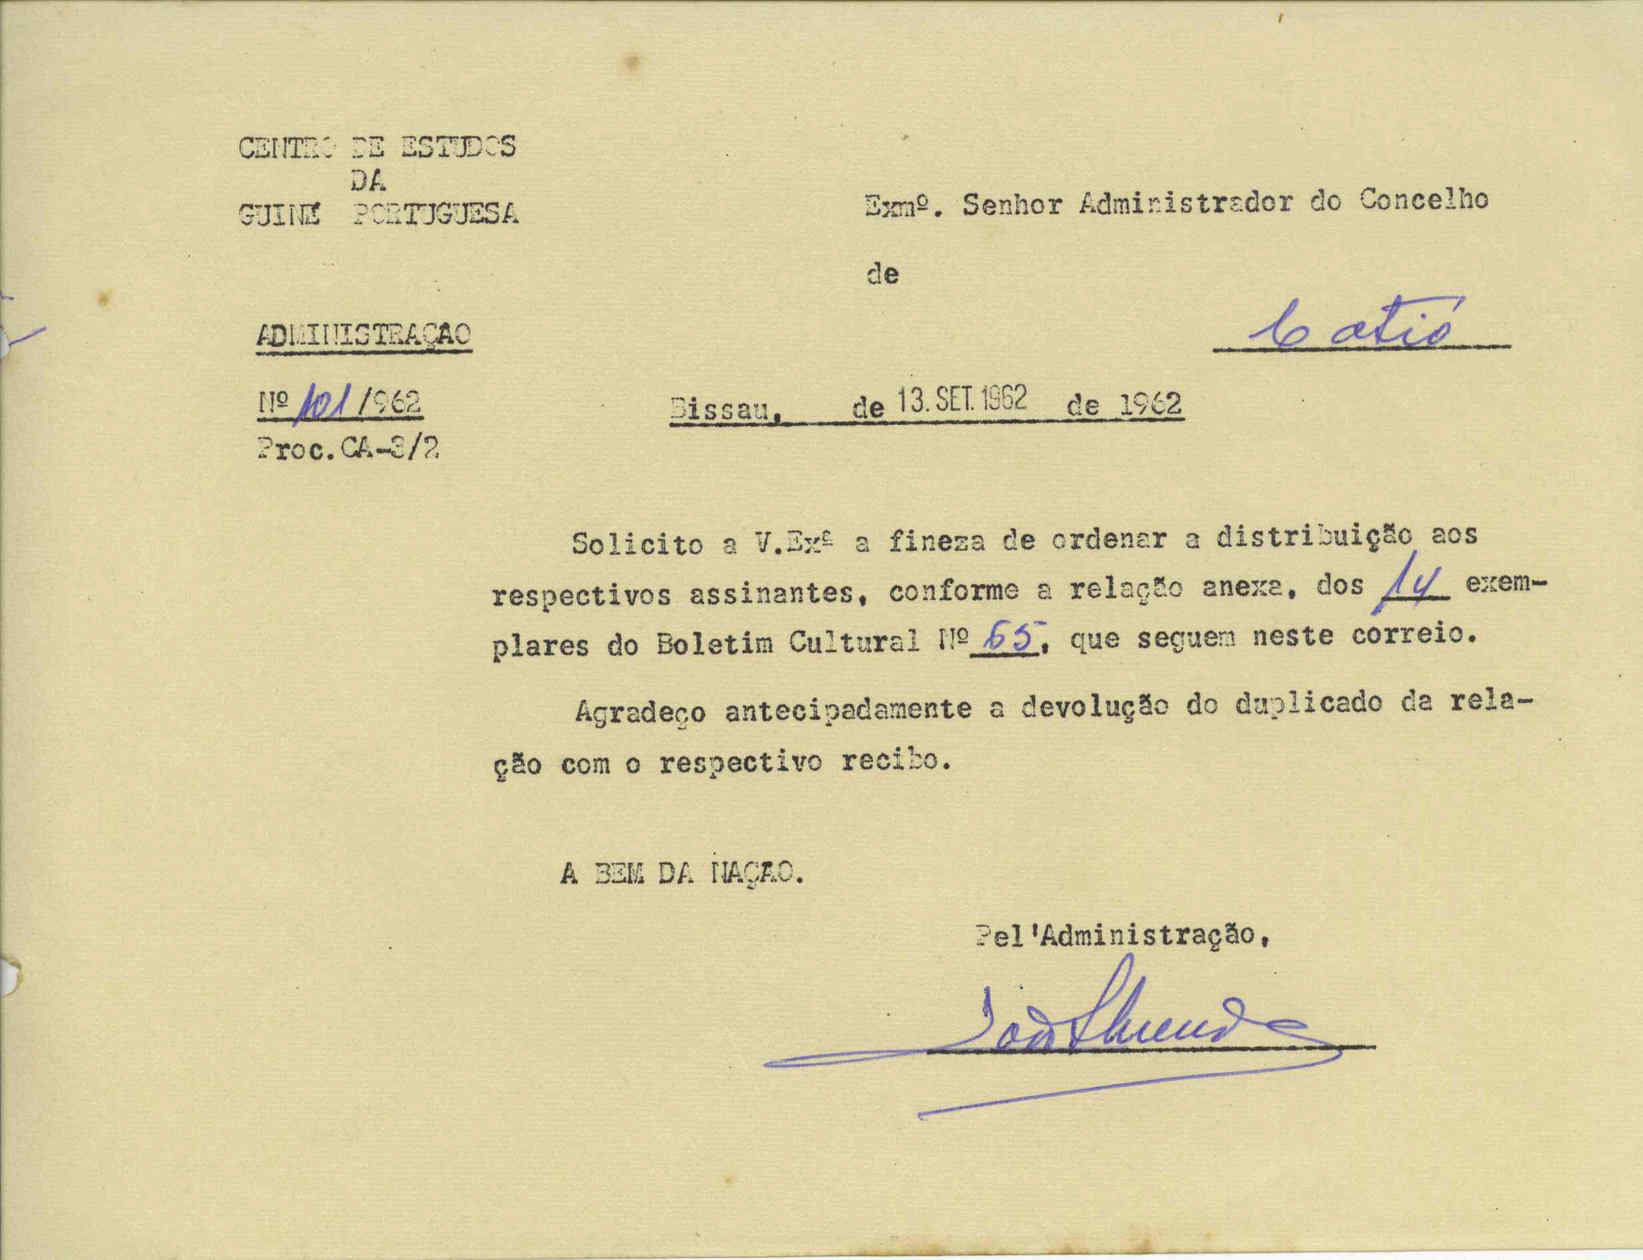 CENTRO DE ESTUDOS
DA
GUINÉ PORTUGUESA
Exmº. Senhor Administrador do Concelho
de
Catió
ADMINISTRAÇÃO
Nº 101/962
Proc.CA-3/2
Bissau, de 13.SET.1962 de 1962
Solicito a V.Exª a fineza de ordenar a distribuição aos
respectivos assinantes, conforme a relação anexa, dos 14 exem-
plares do Boletim Cultural Nº 65, que seguem neste correio.
Agradeço antecipadamente a devolução do duplicado da rela-
ção com o respectivo recibo.
A BEM DA NAÇÃO.
Pel'Administração,